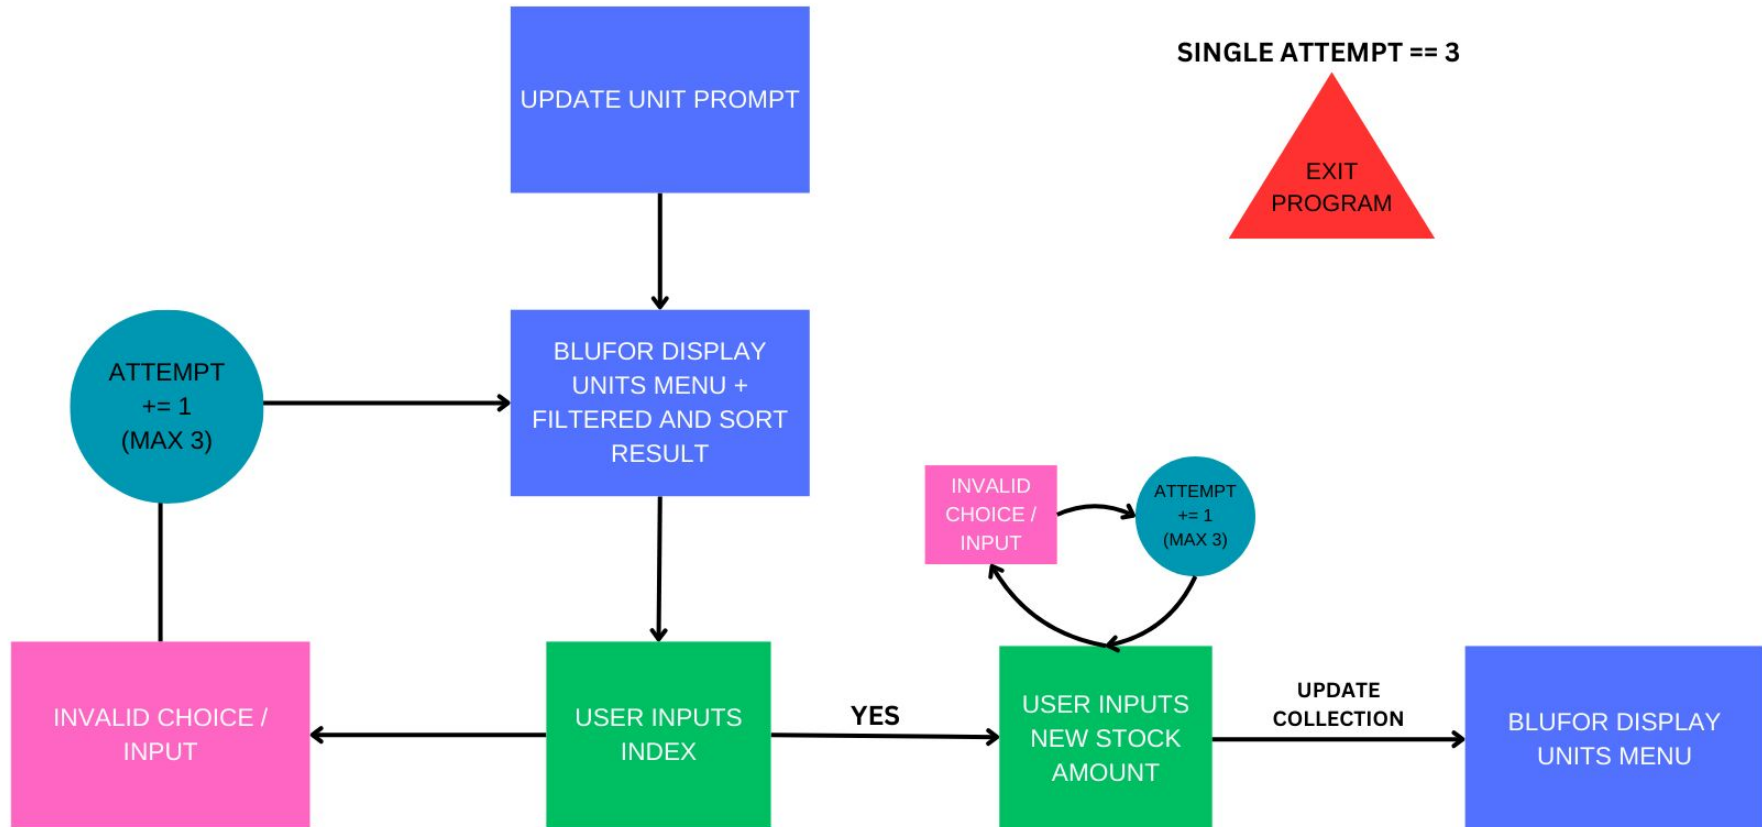 UPDATE UNIT PROMPT
SINGLE ATTEMPT == 3
EXIT
PROGRAM
ATTEMPT
+= 1
(MAX 3)
BLUFOR DISPLAY
UNITS MENU +
FILTERED AND SORT
RESULT
INVALID
CHOICE /
INPUT
ATTEMPT
+= 1
(MAX 3)
INVALID CHOICE /
INPUT
USER INPUTS
INDEX
YES
USER INPUTS
NEW STOCK
AMOUNT
UPDATE
COLLECTION
BLUFOR DISPLAY
UNITS MENU